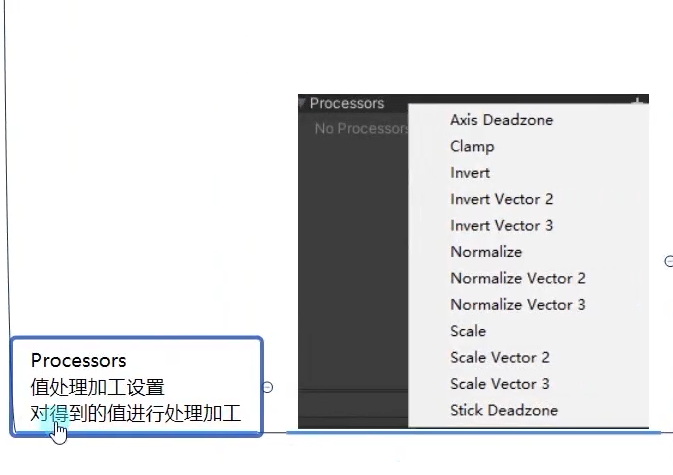 Processors
No Processors
Axis Deadzone
Clamp
Invert
Invert Vector 2
Invert Vector 3
Normalize
Normalize Vector 2
Normalize Vector 3
Scale
Scale Vector 2
Scale Vector 3
Stick Deadzone
Processors
值处理加工设置
对得到的值进行处理加工